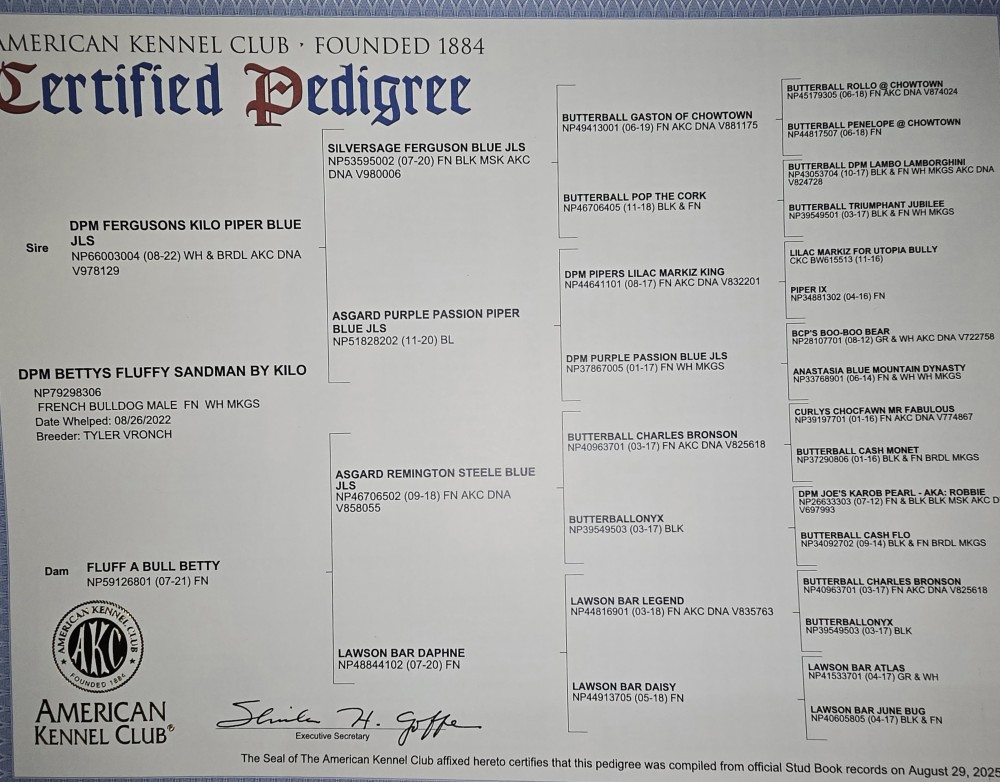 AMERICAN KENNEL CLUB · FOUNDED 1884
Certified Pedigree
Sire
DPM FERGUSONS KILO PIPER BLUE
JLS
NP66003004 (08-22) WH & BRDL AKC DNA
V978129
DPM BETTYS FLUFFY SANDMAN BY KILO
NP79298306
FRENCH BULLDOG MALE FN WH MKGS
Date Whelped: 08/26/2022
Breeder: TYLER VRONCH
Dam
FLUFF A BULL BETTY
NP59126801 (07-21) FN
SILVERSAGE FERGUSON BLUE JLS
NP53595002 (07-20) FN BLK MSK AKC
DNA V980006
ASGARD PURPLE PASSION PIPER
BLUE JLS
NP51828202 (11-20) BL
ASGARD REMINGTON STEELE BLUE
JLS
NP46706502 (09-18) FN AKC DNA
V858055
LAWSON BAR DAPHNE
NP48844102 (07-20) FN
BUTTERBALL GASTON OF CHOWTOWN
NP49413001 (06-19) FN AKC DNA V881175
BUTTERBALL POP THE CORK
NP46706405 (11-18) BLK & FN
DPM PIPERS LILAC MARKIZ KING
NP44641101 (08-17) FN AKC DNA V832201
DPM PURPLE PASSION BLUE JLS
NP37867005 (01-17) FN WH MKGS
BUTTERBALL CHARLES BRONSON
NP40963701 (03-17) FN AKC DNA V825618
BUTTERBALLONYX
NP39549503 (03-17) BLK
LAWSON BAR LEGEND
NP44816901 (03-18) FN AKC DNA V835763
LAWSON BAR DAISY
NP44913705 (05-18) FN
BUTTERBALL ROLLO @ CHOWTOWN
NP45179305 (06-18) FN AKC DNA V874024
BUTTERBALL PENELOPE @ CHOWTOWN
NP44817507 (06-18) FN
BUTTERBALL DPM LAMBO LAMBORGHINI
NP43053704 (10-17) BLK & FN WH MKGS AKC DNA
V824728
BUTTERBALL TRIUMPHANT JUBILEE
NP39549501 (03-17) BLK & FN WH MKGS
LILAC MARKIZ FOR UTOPIA BULLY
CKC BW615513 (11-16)
PIPER IX
NP34881302 (04-16) FN
BCP'S BOO-BOO BEAR
NP28107701 (08-12) GR & WH AKC DNA V722758
ANASTASIA BLUE MOUNTAIN DYNASTY
NP33768901 (06-14) FN & WH WH MKGS
CURLYS CHOCFAWN MR FABULOUS
NP39197701 (01-16) FN AKC DNA V774867
BUTTERBALL CASH MONET
NP37290806 (01-16) BLK & FN BRDL MKGS
DPM JOE'S KAROB PEARL - AKA: ROBBIE
NP26633303 (07-12) FN & BLK BLK MSK AKC D
V697993
BUTTERBALL CASH FLO
NP34092702 (09-14) BLK & FN BRDL MKGS
BUTTERBALL CHARLES BRONSON
NP40963701 (03-17) FN AKC DNA V825618
BUTTERBALLONYX
NP39549503 (03-17) BLK
LAWSON BAR ATLAS
NP41533701 (04-17) GR & WH
LAWSON BAR JUNE BUG
NP40605805 (04-17) BLK & FN
AMERICAN KENNEL CLUB
AKC
FOUNDED 1884
AMERICAN
KENNEL CLUB®
Executive Secretary
The Seal of The American Kennel Club affixed hereto certifies that this pedigree was compiled from official Stud Book records on August 29, 2025